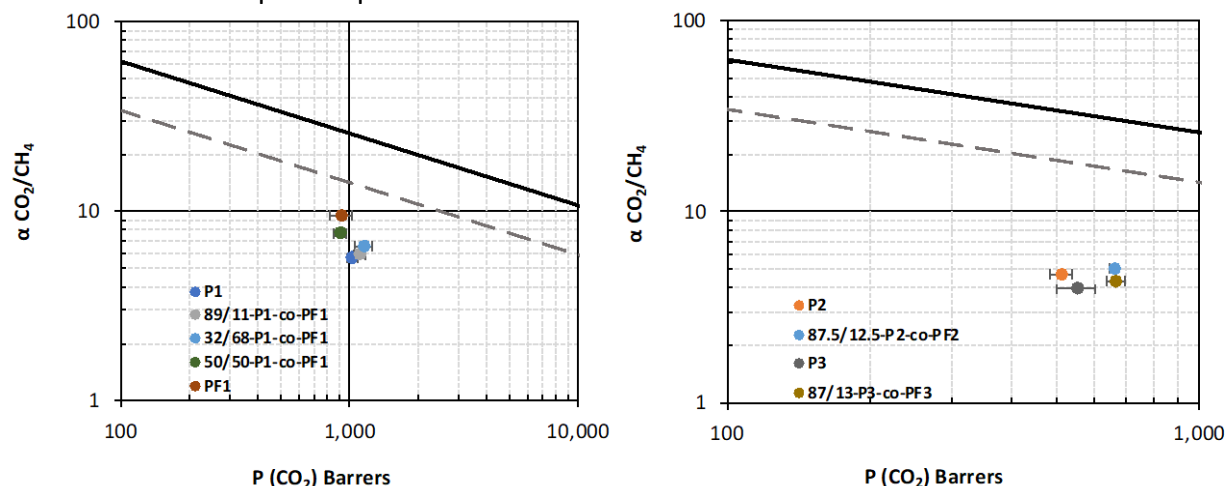 100
10
1
α CO₂/CH₄
P1
89/11-P1-co-PF1
32/68-P1-co-PF1
50/50-P1-co-PF1
PF1
100
1,000
10,000
P (CO₂) Barrers
100
10
1
α CO₂/CH₄
P2
87.5/12.5-P2-co-PF2
P3
87/13-P3-co-PF3
100
1,000
P (CO₂) Barrers